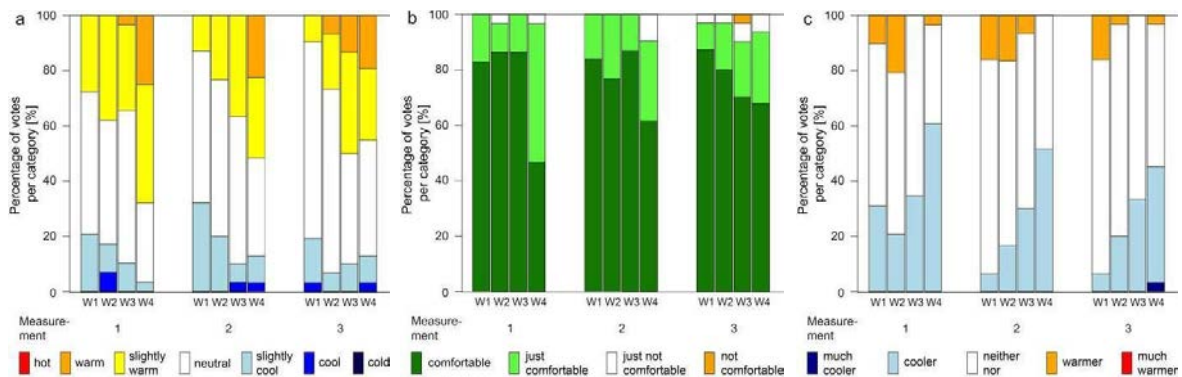 a
Percentage of votes
per category [%]
100
80
60
40
20
0
W1 W2 W3 W4
W1 W2 W3 W4
W1 W2 W3 W4
Measure-
ment
1
2
3
hot
warm
slightly
warm
neutral
slightly
cool
cool
cold
b
Percentage of votes
per category [%]
100
80
60
40
20
0
W1 W2 W3 W4
W1 W2 W3 W4
W1 W2 W3 W4
Measure-
ment
1
2
3
comfortable
just
comfortable
just not
comfortable
not
comfortable
c
Percentage of votes
per category [%]
100
80
60
40
20
0
W1 W2 W3 W4
W1 W2 W3 W4
W1 W2 W3 W4
Measure-
ment
1
2
3
much
cooler
cooler
neither
nor
warmer
much
warmer